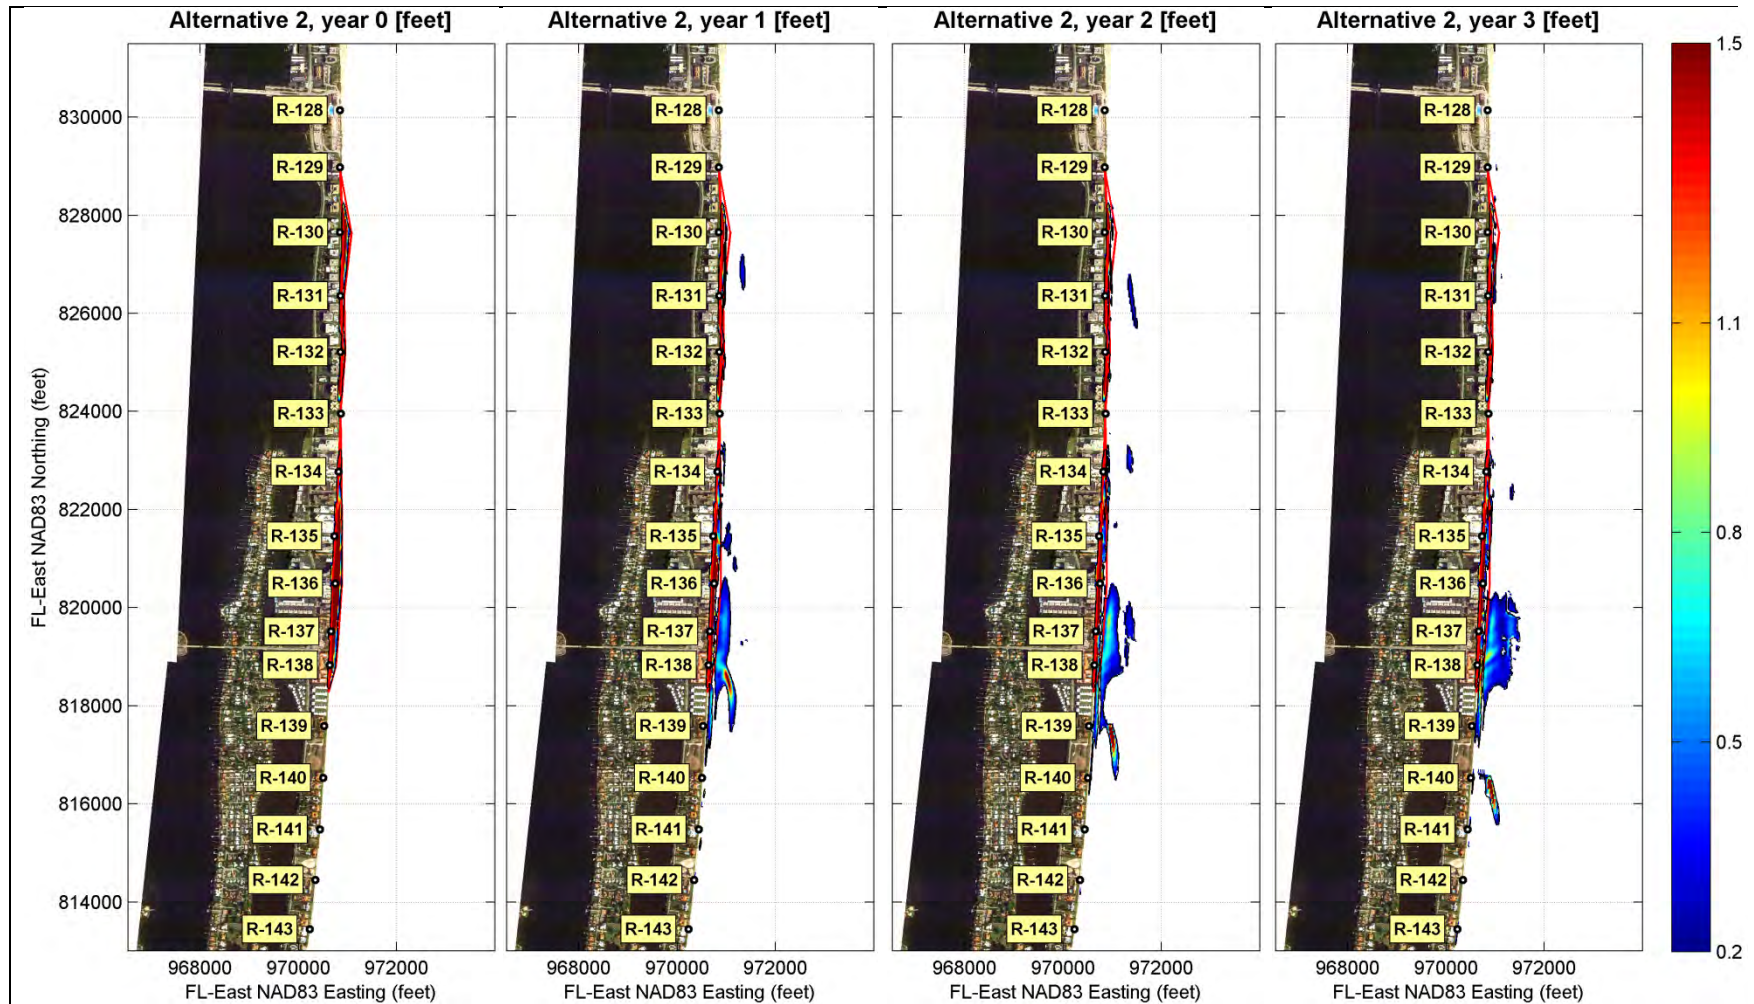 Alternative 2, year 0 [feet]
Alternative 2, year 1 [feet]
Alternative 2, year 2 [feet]
Alternative 2, year 3 [feet]
FL-East NAD83 Northing (feet)
830000
828000
826000
824000
822000
820000
818000
816000
814000
R-128
R-129
R-130
R-131
R-132
R-133
R-134
R-135
R-136
R-137
R-138
R-139
R-140
R-141
R-142
R-143
968000 970000 972000
FL-East NAD83 Easting (feet)
R-128
R-129
R-130
R-131
R-132
R-133
R-134
R-135
R-136
R-137
R-138
R-139
R-140
R-141
R-142
R-143
968000 970000 972000
FL-East NAD83 Easting (feet)
R-128
R-129
R-130
R-131
R-132
R-133
R-134
R-135
R-136
R-137
R-138
R-139
R-140
R-141
R-142
R-143
968000 970000 972000
FL-East NAD83 Easting (feet)
R-128
R-129
R-130
R-131
R-132
R-133
R-134
R-135
R-136
R-137
R-138
R-139
R-140
R-141
R-142
R-143
968000 970000 972000
FL-East NAD83 Easting (feet)
1.5
1.1
0.8
0.5
0.2